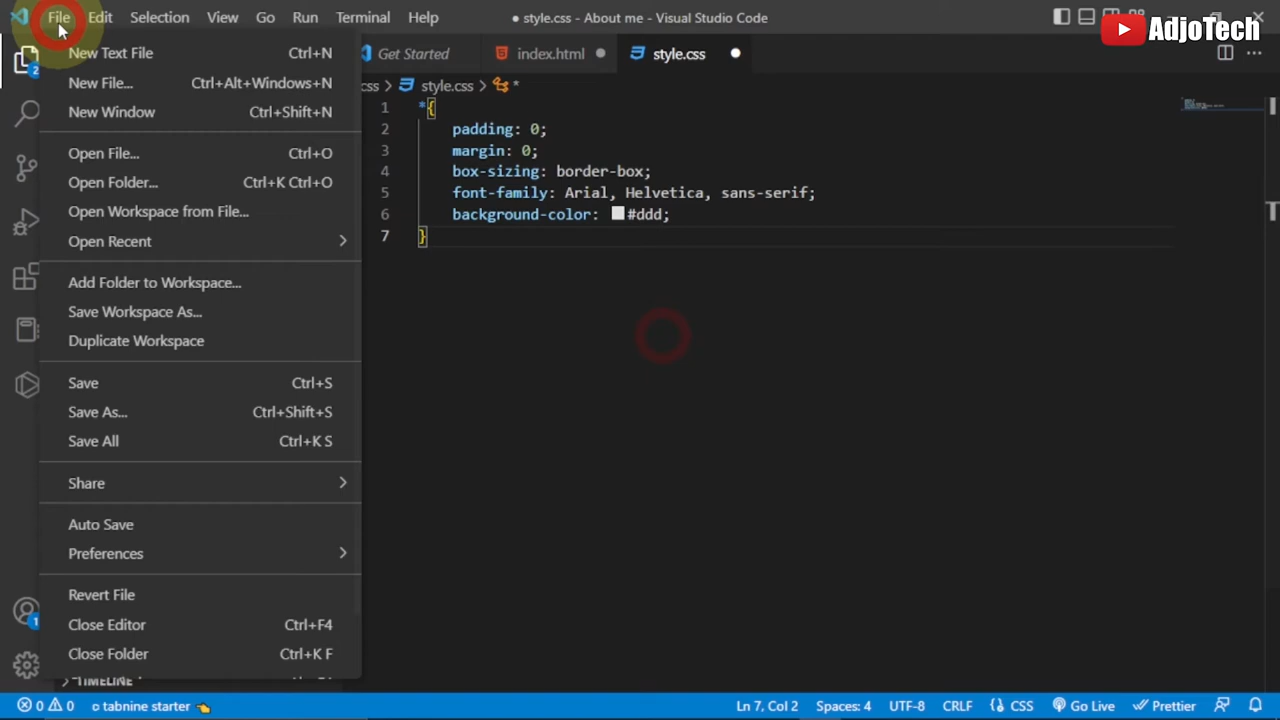 File Edit Selection View Go Run Terminal Help
● style.css - About me - Visual Studio Code
AdjoTech
Get Started
index.html
style.css
css > style.css > *
New Text File Ctrl+N
New File... Ctrl+Alt+Windows+N
New Window Ctrl+Shift+N
Open File... Ctrl+O
Open Folder... Ctrl+K Ctrl+O
Open Workspace from File...
Open Recent
Add Folder to Workspace...
Save Workspace As...
Duplicate Workspace
Save Ctrl+S
Save As... Ctrl+Shift+S
Save All Ctrl+K S
Share
Auto Save
Preferences
Revert File
Close Editor Ctrl+F4
Close Folder Ctrl+K F
TIMELINE
2
1
1 *{
2 padding: 0;
3 margin: 0;
4 box-sizing: border-box;
5 font-family: Arial, Helvetica, sans-serif;
6 background-color: #ddd;
7 }
0 0 tabnine starter Ln 7, Col 2 Spaces: 4 UTF-8 CRLF CSS Go Live Prettier